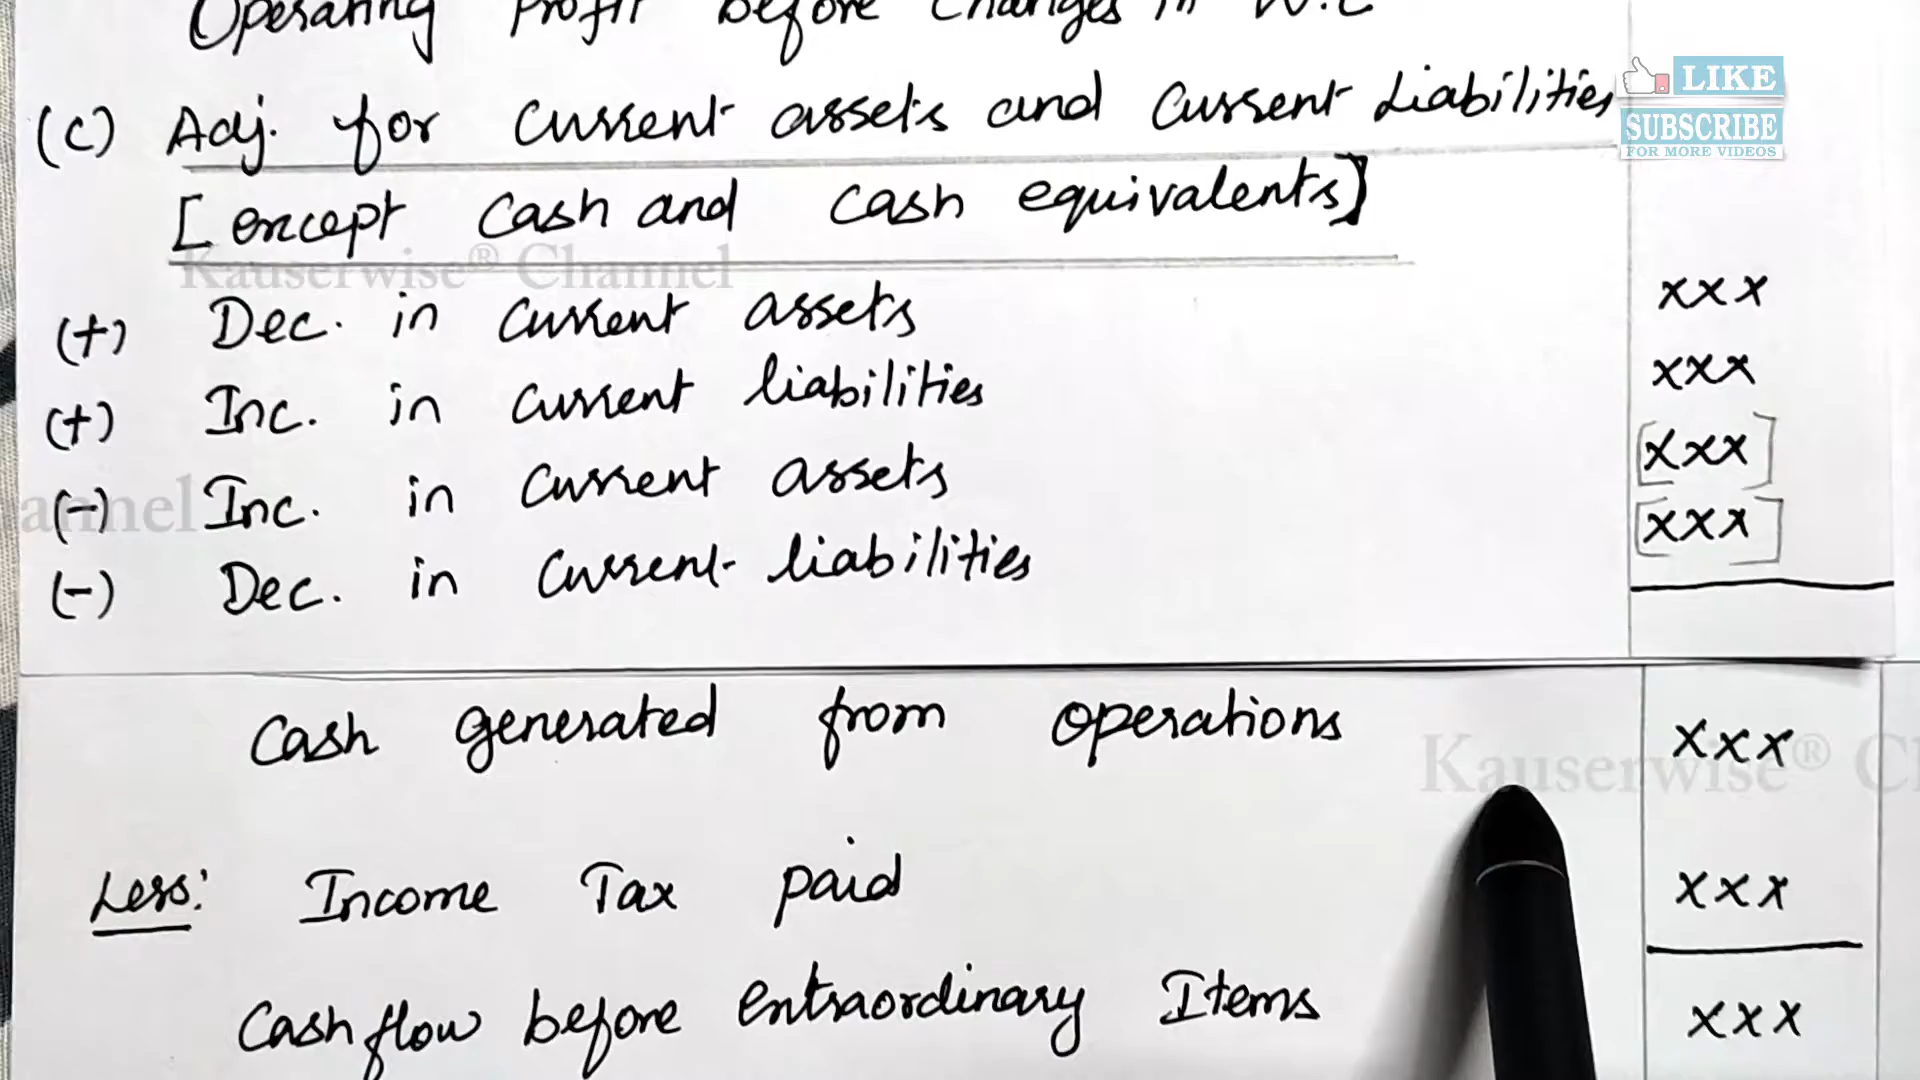 Operating Profit before Changes in W.C
(C) Adj. for Current assets and Current Liabilities
[except Cash and Cash equivalents]
(+) Dec. in Current assets xxx
(+) Inc. in Current liabilities xxx
(-) Inc. in Current assets [xxx]
(-) Dec. in Current liabilities [xxx]
Cash generated from operations xxx
Less: Income Tax paid xxx
Cash flow before extraordinary Items xxx
LIKE
SUBSCRIBE
FOR MORE VIDEOS
Kauserwise® Channel
annel
Kauserwise® C